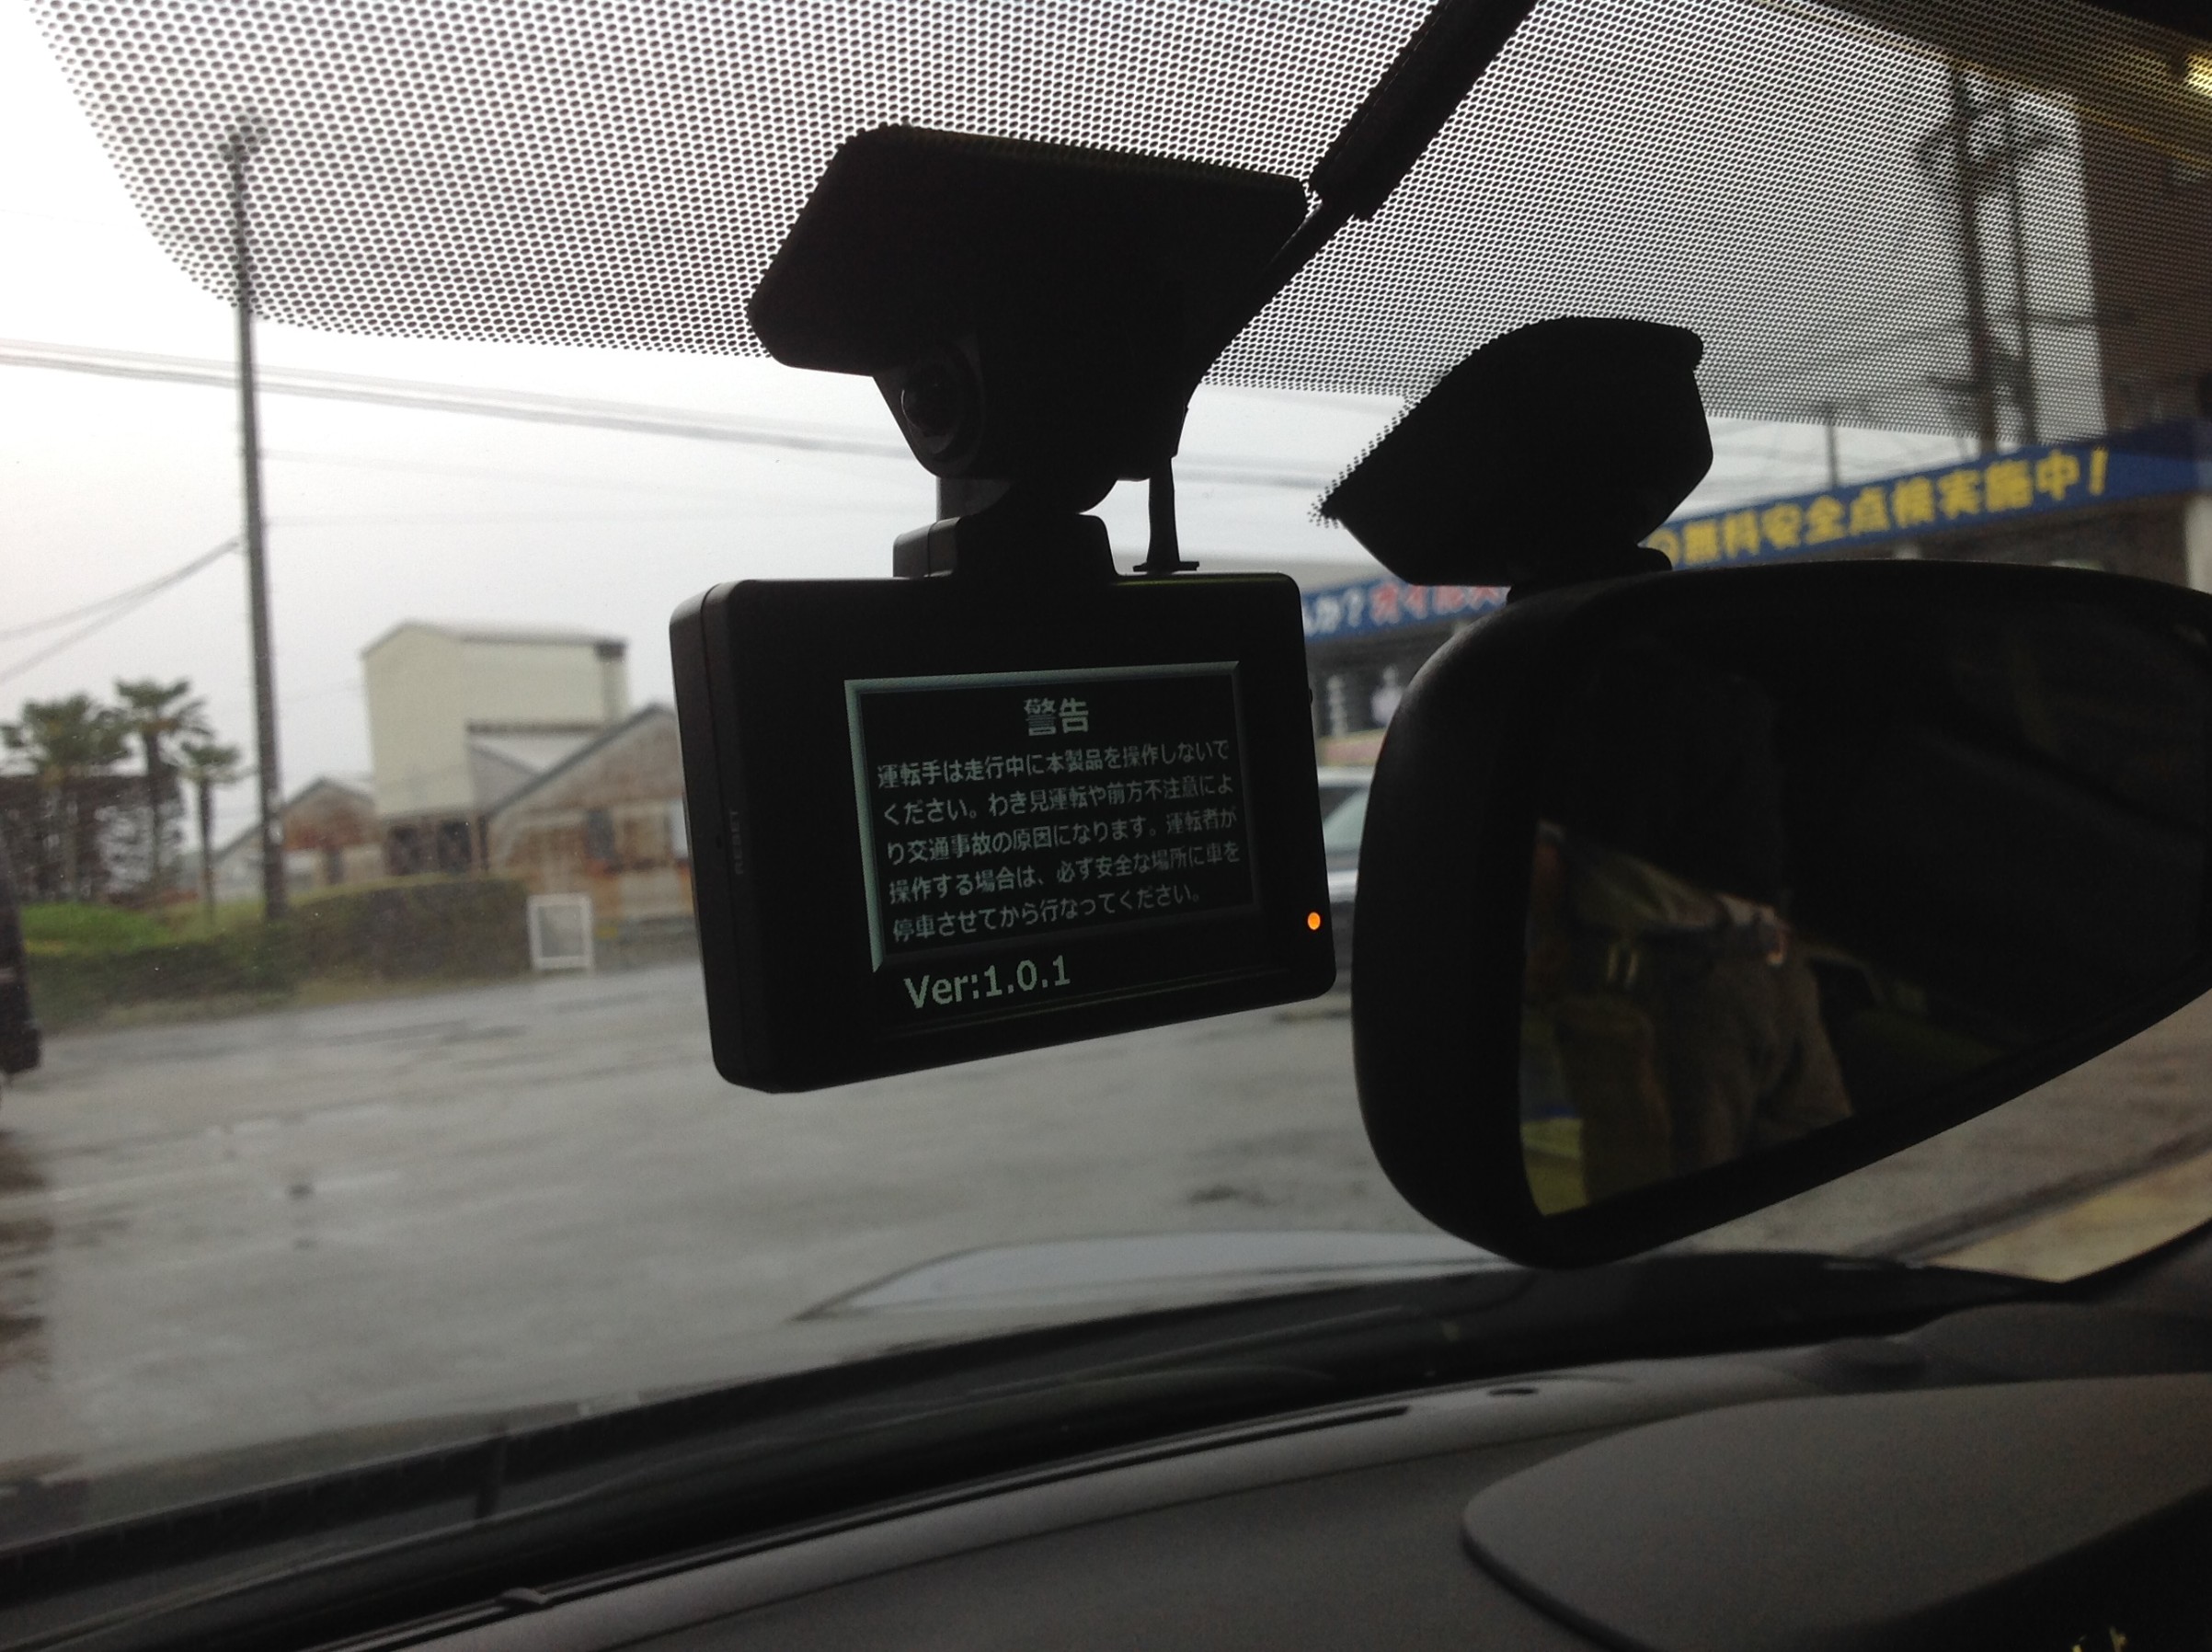 無料安全点検実施中！
か？オイル
警告
運転手は走行中に本製品を操作しないで
ください。わき見運転や前方不注意によ
り交通事故の原因になります。運転者が
操作する場合は、必ず安全な場所に車を
停車させてから行なってください。
Ver:1.0.1